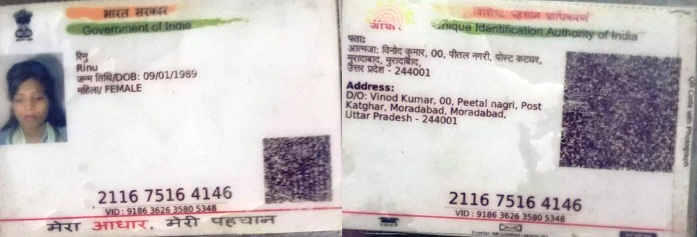 भारत सरकार
Government of India
रिनु
Rinu
जन्म तिथि/DOB: 09/01/1989
महिला/ FEMALE
2116 7516 4146
VID : 9186 3626 3580 5348
मेरा आधार, मेरी पहचान
विशिष्ट पहचान प्राधिकरण
Unique Identification Authority of India
पता:
आत्मजा: विनोद कुमार, 00, पीतल नगरी, पोस्ट कटघर,
मुरादाबाद, मुरादाबाद,
उत्तर प्रदेश - 244001
Address:
D/O: Vinod Kumar, 00, Peetal nagri, Post
Katghar, Moradabad, Moradabad,
Uttar Pradesh - 244001
2116 7516 4146
VID : 9186 3626 3580 5348